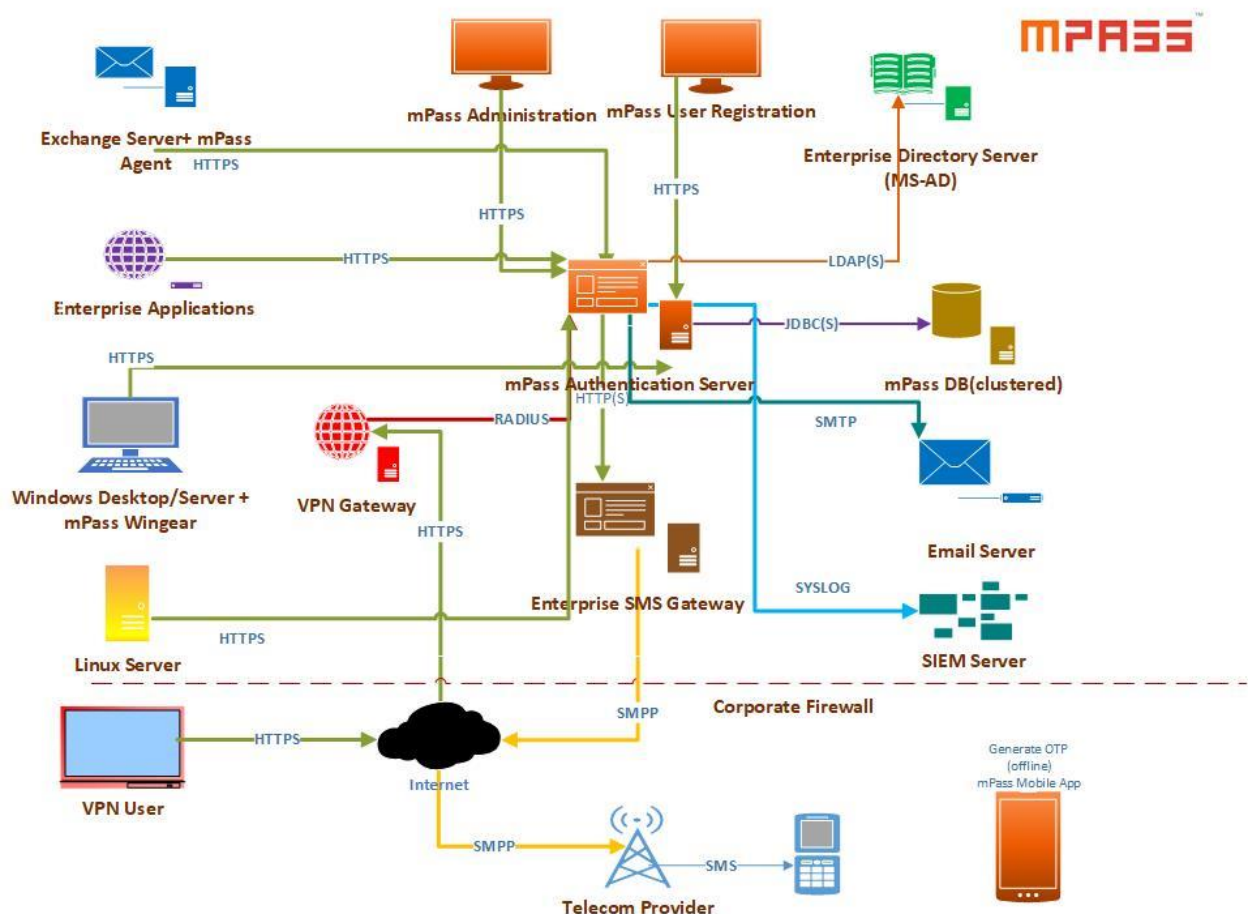 mPASS™
mPass Administration
mPass User Registration
Exchange Server+ mPass
Agent
HTTPS
Enterprise Directory Server
(MS-AD)
HTTPS
HTTPS
HTTPS
LDAP(S)
Enterprise Applications
JDBC(S)
HTTPS
mPass Authentication Server
mPass DB(clustered)
HTTP(S)
RADIUS
SMTP
Windows Desktop/Server +
mPass Wingear
VPN Gateway
HTTPS
Email Server
SYSLOG
Enterprise SMS Gateway
HTTPS
Linux Server
SIEM Server
Corporate Firewall
SMPP
HTTPS
Generate OTP
(offline)
mPass Mobile App
Internet
VPN User
SMPP
SMS
Telecom Provider